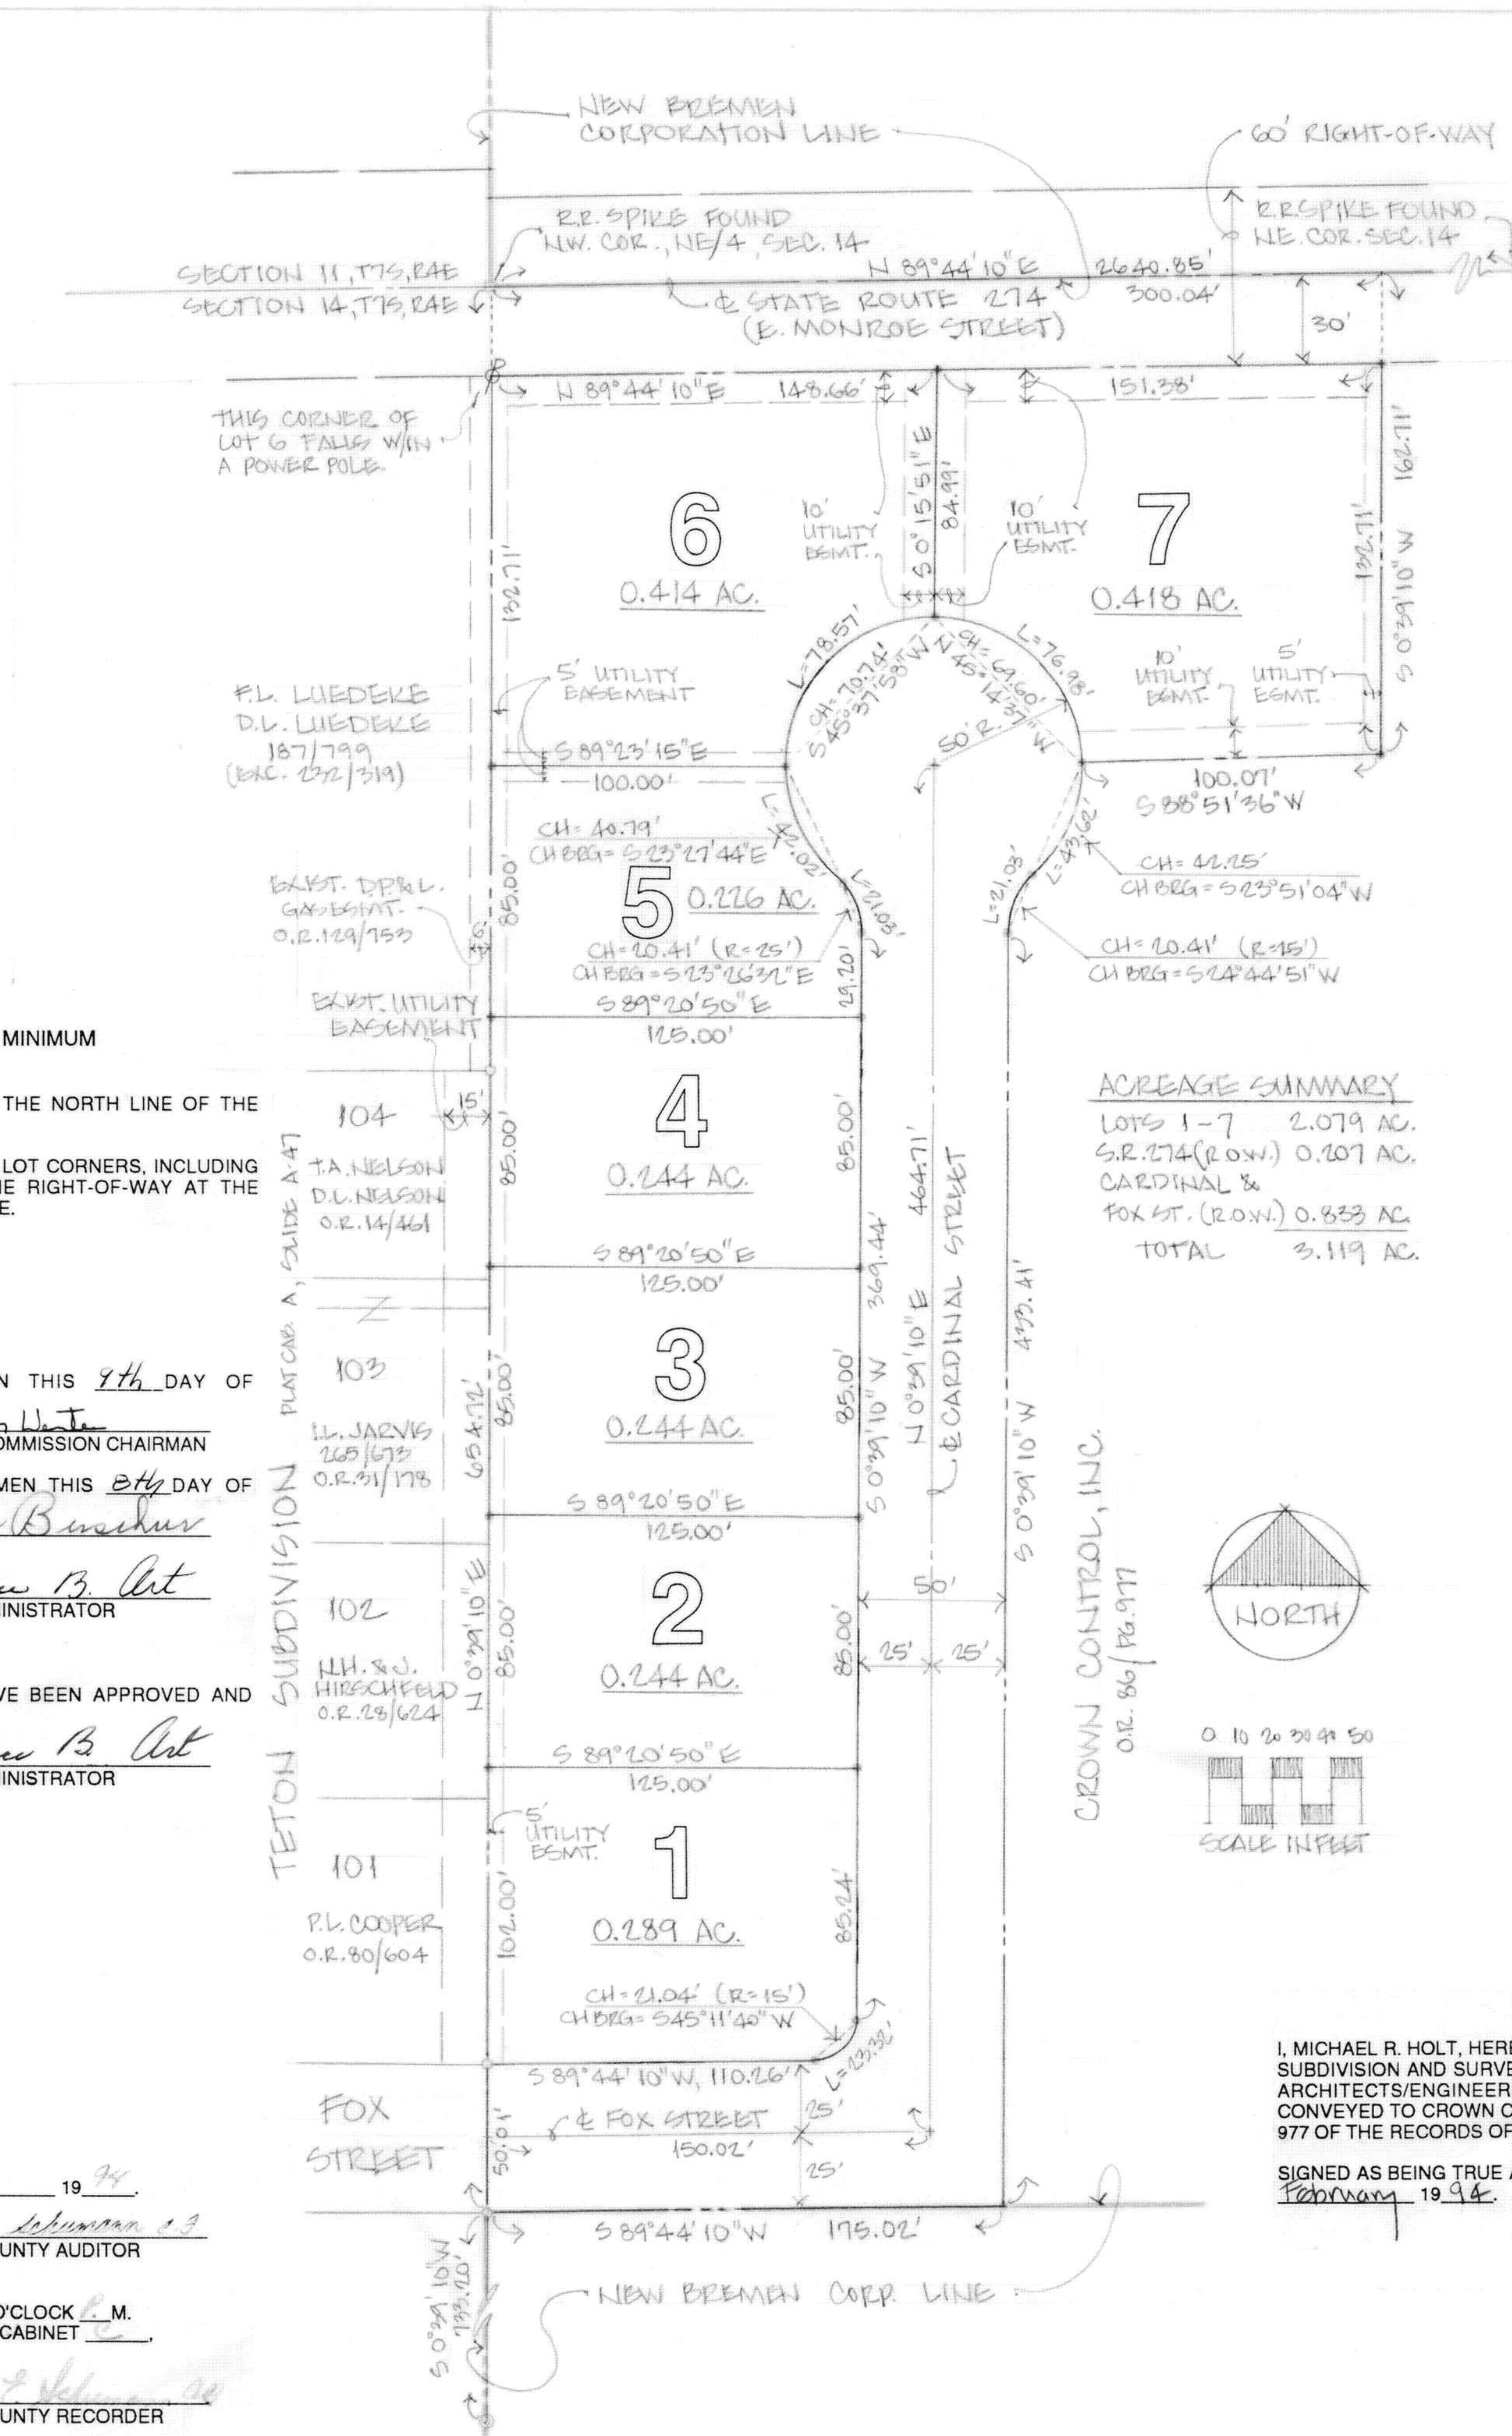 NEW BREMEN
CORPORATION LINE
60' RIGHT-OF-WAY
R.R. SPIKE FOUND
N.W. COR., NE/4, SEC. 14
R.R. SPIKE FOUND
N.E. COR. SEC. 14
SECTION 11, T7S, R4E
SECTION 14, T7S, R4E
N 89°44'10"E 2640.85'
300.04'
℄ STATE ROUTE 274
(E. MONROE STREET)
30'
N 89°44'10"E 148.66'
151.38'
THIS CORNER OF
LOT 6 FALLS W/IN
A POWER POLE.
S 0°15'51" E
84.99'
162.71'
S 0°39'10" W
132.71'
132.71'
6
0.414 AC.
10'
UTILITY
ESMT.
10'
UTILITY
ESMT.
7
0.418 AC.
L=78.57'
CH=70.74'
S 45°37'58" W
L=76.98'
CH=69.60'
N 45°14'37" W
50' R.
5' UTILITY
EASEMENT
10'
UTILITY
ESMT.
5'
UTILITY
ESMT.
F.L. LUEDEKE
D.L. LUEDEKE
187/799
(EXC. 232/319)
S 89°23'15"E
100.00'
100.07'
S 88°51'36" W
CH= 40.79'
CH BRG= S 23°27'44"E
L=42.02'
L=43.62'
CH= 42.25'
CH BRG = S 23°51'04" W
5
0.226 AC.
85.00'
L=21.03'
L=21.03'
EXIST. D.P.& L.
GAS ESMT.
O.R. 129/753
6'
CH=20.41' (R=25')
CH BRG = S 23°26'32" E
CH= 20.41' (R=25')
CH BRG = S 24°44'51" W
29.20'
EXIST. UTILITY
EASEMENT
S 89°20'50" E
125.00'
MINIMUM
THE NORTH LINE OF THE
LOT CORNERS, INCLUDING
RIGHT-OF-WAY AT THE
104
15'
T.A. NELSON
D.L. NELSON
O.R. 14/461
85.00'
4
0.244 AC.
85.00'
S 89°20'50" E
125.00'
ACREAGE SUMMARY
LOTS 1-7 2.079 AC.
S.R. 274 (R.O.W.) 0.207 AC.
CARDINAL &
FOX ST. (R.O.W.) 0.833 AC.
TOTAL 3.119 AC.
TETON SUBDIVISION PLAT CAB. A, SLIDE A-47
S 0°39'10" W 369.44'
N 0°39'10" E 464.71'
℄ CARDINAL STREET
S 0°39'10" W 433.41'
THIS 9th DAY OF
COMMISSION CHAIRMAN
103
J.L. JARVIS
265/673
O.R. 31/178
N 0°39'10" E 654.72'
85.00'
3
0.244 AC.
85.00'
S 89°20'50" E
125.00'
THIS 8th DAY OF
B. Art
102
N.H. & J.
HIRSCHFELD
O.R. 28/624
85.00'
2
0.244 AC.
85.00'
50'
25' 25'
S 89°20'50" E
125.00'
CROWN CONTROL, INC.
O.R. 86/PG. 977
NORTH
BEEN APPROVED AND
B. Art
0 10 20 30 40 50
SCALE IN FEET
101
P.L. COOPER
O.R. 80/604
5'
UTILITY
ESMT.
102.00'
1
0.289 AC.
85.24'
CH=21.04' (R=15')
CH BRG= S 45°11'40" W
L=23.32'
S 89°44'10" W, 110.26'
FOX
STREET
50.01'
℄ FOX STREET
150.02'
25'
25'
S 89°44'10" W 175.02'
NEW BREMEN CORP. LINE
S 0°39'10" W
733.20'
19 94.
AUDITOR
O'CLOCK P. M.
CABINET C,
RECORDER
I, MICHAEL R. HOLT,
SUBDIVISION AND
CONVEYED TO CROWN
977 OF THE RECORDS OF
SIGNED AS BEING TRUE
February 19 94.